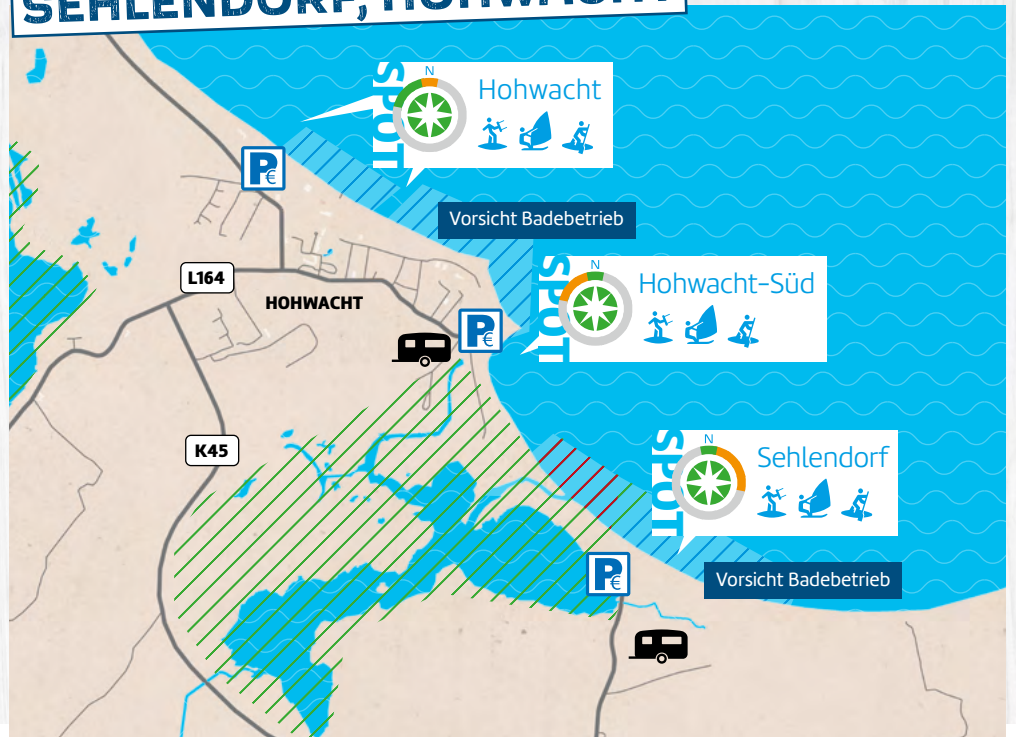 SEHLENDORF, HOHWACHT
SPOT
N
Hohwacht
P€
Vorsicht Badebetrieb
L164
HOHWACHT
SPOT
N
Hohwacht-Süd
P€
K45
SPOT
N
Sehlendorf
P€
Vorsicht Badebetrieb